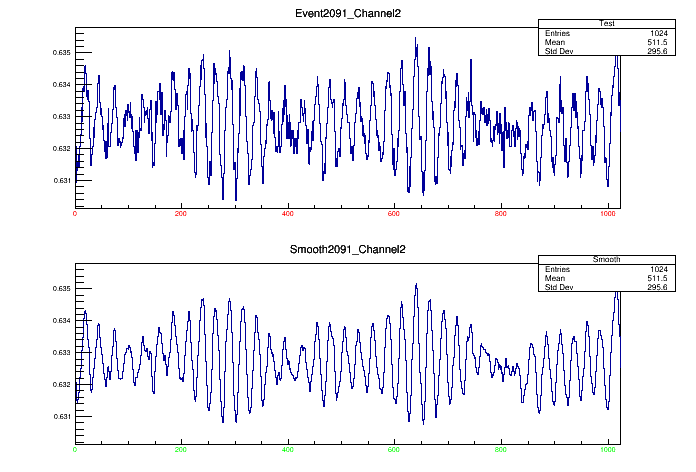 Event2091_Channel2
Test
Entries 1024
Mean 511.5
Std Dev 295.6
0.635
0.634
0.633
0.632
0.631
0 200 400 600 800 1000
Smooth2091_Channel2
Smooth
Entries 1024
Mean 511.5
Std Dev 295.6
0.635
0.634
0.633
0.632
0.631
0 200 400 600 800 1000